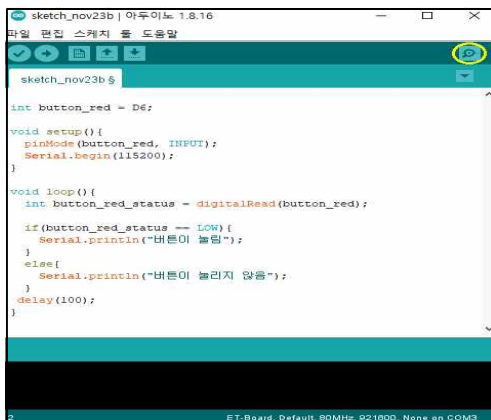 sketch_nov23b | 아두이노 1.8.16
파일 편집 스케치 툴 도움말
sketch_nov23b §
int button_red = D6;
void setup(){
pinMode(button_red, INPUT);
Serial.begin(115200);
}
void loop(){
int button_red_status = digitalRead(button_red);
if(button_red_status == LOW){
Serial.println("버튼이 눌림");
}
else{
Serial.println("버튼이 눌리지 않음");
}
delay(100);
}
2 ET-Board, Default, 80MHz, 921600, None on COM3